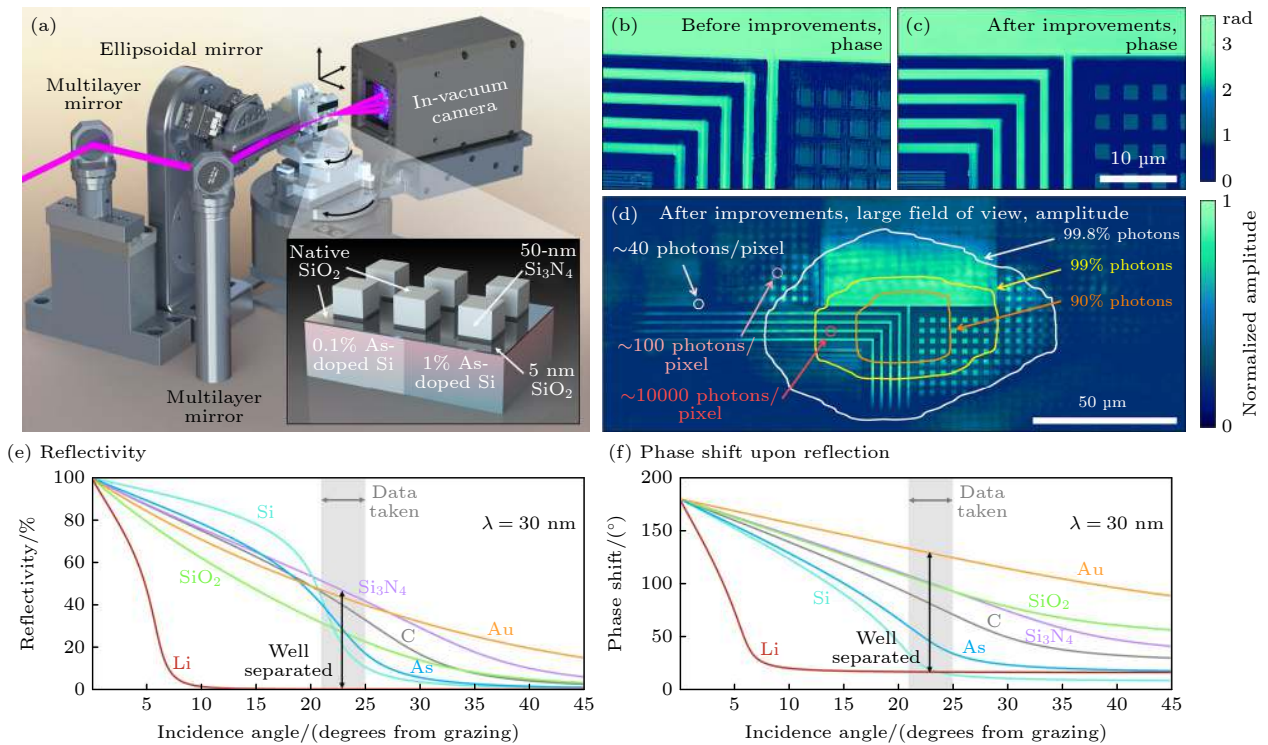 (a)
Ellipsoidal mirror
Multilayer
mirror
In-vacuum
camera
Multilayer
mirror
Native
SiO₂
50-nm
Si₃N₄
0.1% As-
doped Si
1% As-
doped Si
5 nm
SiO₂
(b)
Before improvements,
phase
(c)
After improvements,
phase
10 µm
rad
3
2
1
0
(d)
After improvements, large field of view, amplitude
~40 photons/pixel
99.8% photons
99% photons
90% photons
~100 photons/
pixel
~10000 photons/
pixel
50 µm
1
0
Normalized amplitude
(e) Reflectivity
100
80
60
40
20
0
Reflectivity/%
Si
Data
taken
λ = 30 nm
SiO₂
Si₃N₄
C
Au
Li
Well
separated
As
5
10
15
20
25
30
35
40
45
Incidence angle/(degrees from grazing)
(f) Phase shift upon reflection
200
150
100
50
0
Phase shift/(°)
Data
taken
λ = 30 nm
Au
Si
SiO₂
C
Si₃N₄
Well
separated
As
Li
5
10
15
20
25
30
35
40
45
Incidence angle/(degrees from grazing)